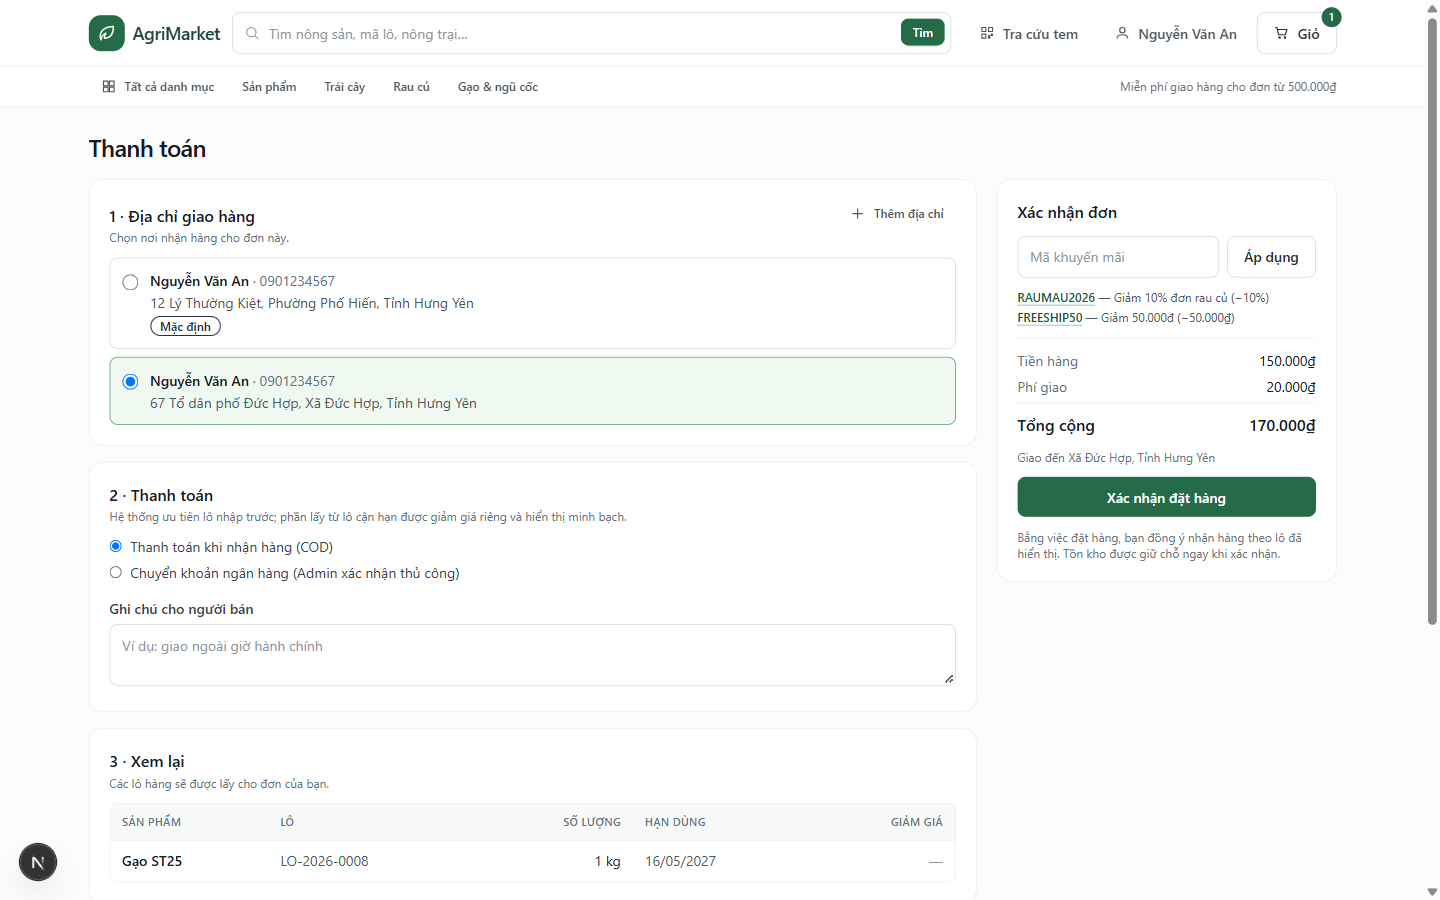 AgriMarket
Tìm nông sản, mã lô, nông trại...
Tìm
Tra cứu tem
Nguyễn Văn An
Giỏ
1
Tất cả danh mục
Sản phẩm
Trái cây
Rau củ
Gạo & ngũ cốc
Miễn phí giao hàng cho đơn từ 500.000₫
Thanh toán
1 · Địa chỉ giao hàng
Thêm địa chỉ
Chọn nơi nhận hàng cho đơn này.
Nguyễn Văn An · 0901234567
12 Lý Thường Kiệt, Phường Phố Hiến, Tỉnh Hưng Yên
Mặc định
Nguyễn Văn An · 0901234567
67 Tổ dân phố Đức Hợp, Xã Đức Hợp, Tỉnh Hưng Yên
2 · Thanh toán
Hệ thống ưu tiên lô nhập trước; phần lấy từ lô cận hạn được giảm giá riêng và hiển thị minh bạch.
Thanh toán khi nhận hàng (COD)
Chuyển khoản ngân hàng (Admin xác nhận thủ công)
Ghi chú cho người bán
Ví dụ: giao ngoài giờ hành chính
3 · Xem lại
Các lô hàng sẽ được lấy cho đơn của bạn.
SẢN PHẨM LÔ SỐ LƯỢNG HẠN DÙNG GIẢM GIÁ
Gạo ST25 LO-2026-0008 1 kg 16/05/2027 —
Xác nhận đơn
Mã khuyến mãi
Áp dụng
RAUMAU2026 — Giảm 10% đơn rau củ (−10%)
FREESHIP50 — Giảm 50.000đ (−50.000₫)
Tiền hàng 150.000₫
Phí giao 20.000₫
Tổng cộng 170.000₫
Giao đến Xã Đức Hợp, Tỉnh Hưng Yên
Xác nhận đặt hàng
Bằng việc đặt hàng, bạn đồng ý nhận hàng theo lô đã
hiển thị. Tồn kho được giữ chỗ ngay khi xác nhận.
N